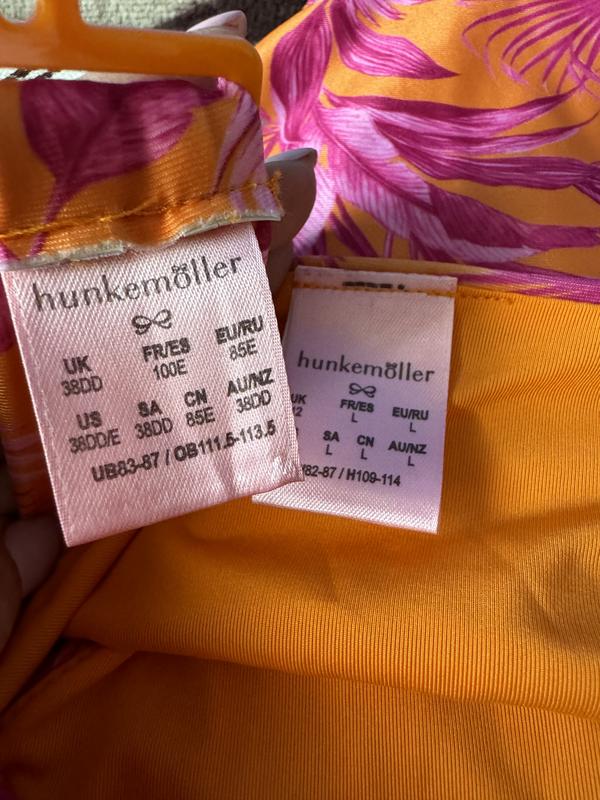 hunkemöller
UK FR/ES EU/RU
38DD 100E 85E
US SA CN AU/NZ
38DD/E 38DD 85E 38DD
UB83-87 / OB111.5-113.5
hunkemöller
FR/ES EU/RU
L L
SA CN AU/NZ
L L L
82-87 / H109-114